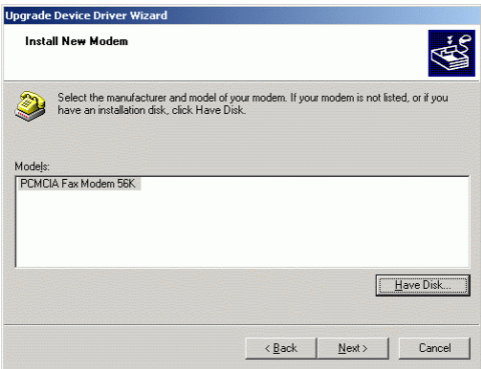 Upgrade Device Driver Wizard
Install New Modem
Select the manufacturer and model of your modem. If your modem is not listed, or if you
have an installation disk, click Have Disk.
Models:
PCMCIA Fax Modem 56K
Have Disk...
< Back
Next >
Cancel